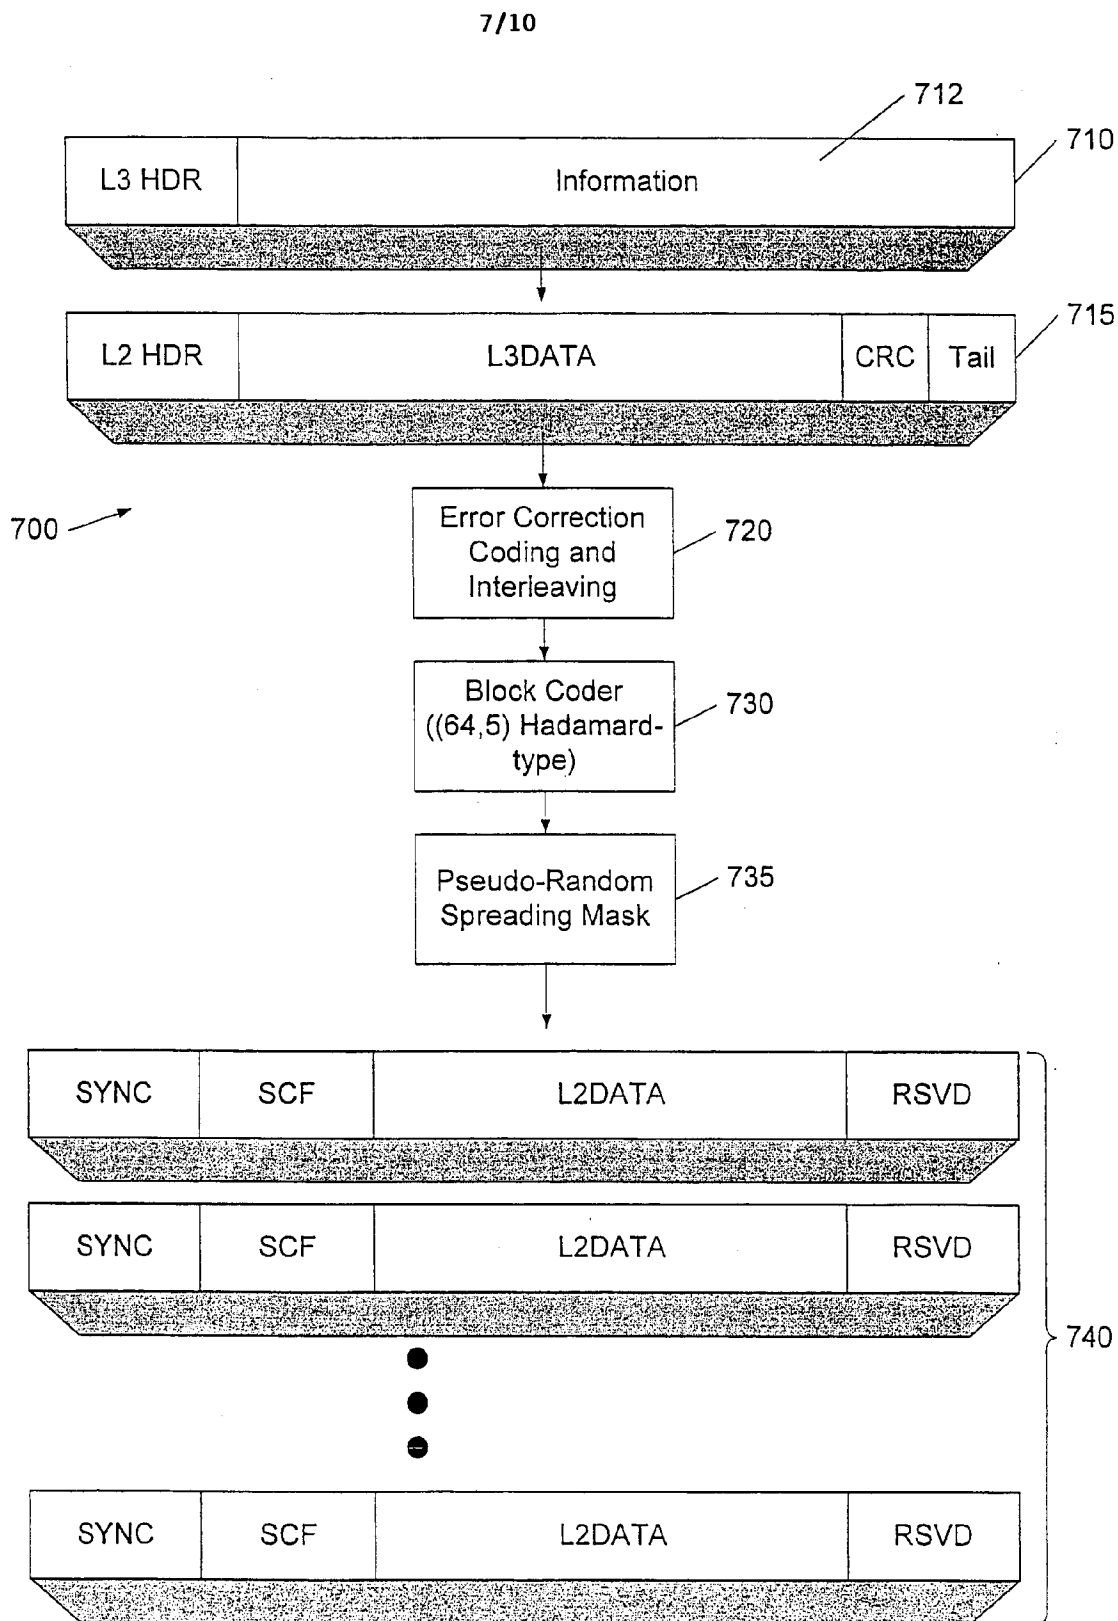 7/10
712
710
L3 HDR Information
715
L2 HDR L3DATA CRC Tail
700
Error Correction
Coding and
Interleaving
720
Block Coder
((64,5) Hadamard-
type)
730
Pseudo-Random
Spreading Mask
735
SYNC SCF L2DATA RSVD
SYNC SCF L2DATA RSVD
740
SYNC SCF L2DATA RSVD